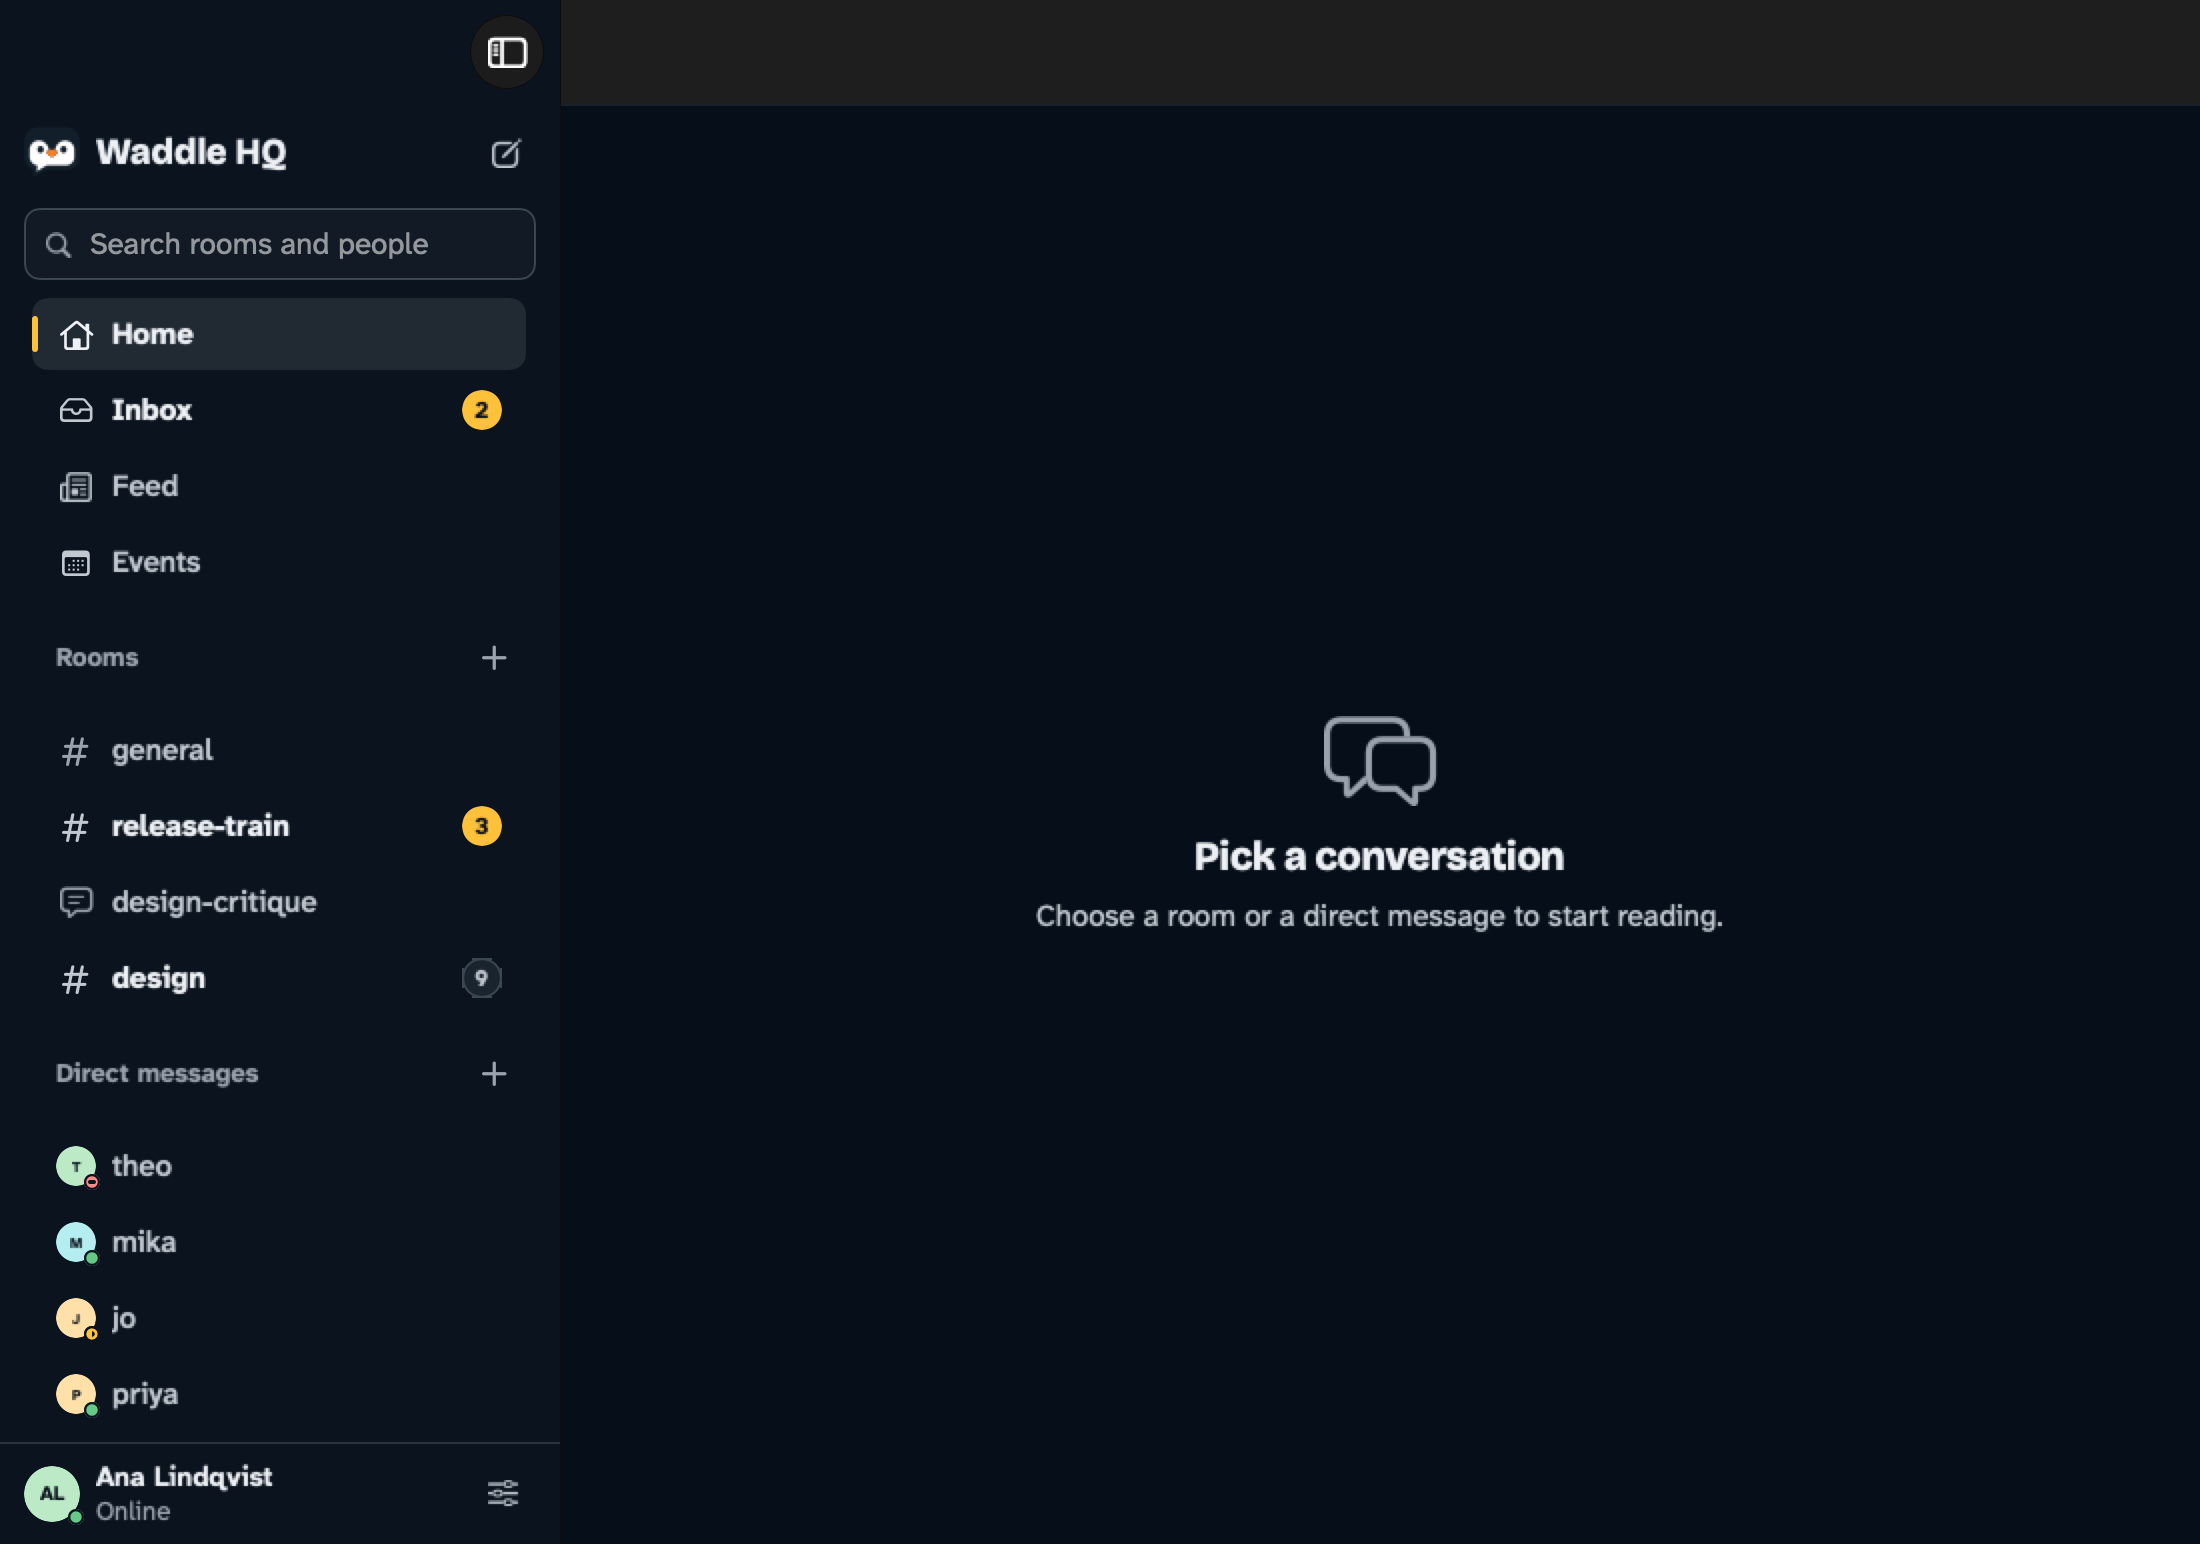 Waddle HQ
Search rooms and people
Home
Inbox 2
Feed
Events
Rooms
# general
# release-train 3
design-critique
# design 9
Direct messages
T theo
M mika
J jo
P priya
AL Ana Lindqvist
Online
Pick a conversation
Choose a room or a direct message to start reading.